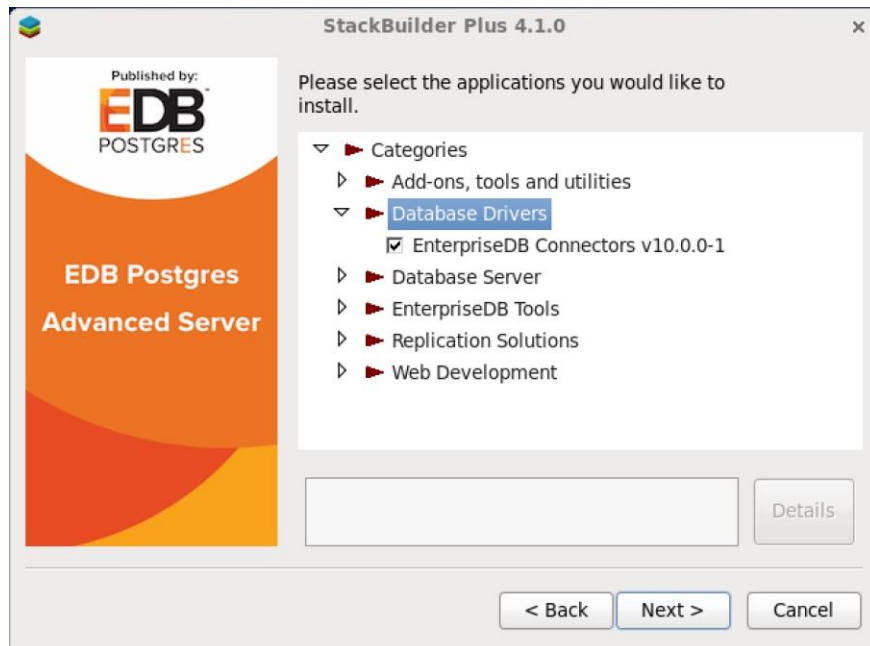 StackBuilder Plus 4.1.0
Published by:
EDB
POSTGRES
EDB Postgres
Advanced Server
Please select the applications you would like to
install.
Categories
Add-ons, tools and utilities
Database Drivers
EnterpriseDB Connectors v10.0.0-1
Database Server
EnterpriseDB Tools
Replication Solutions
Web Development
Details
< Back
Next >
Cancel